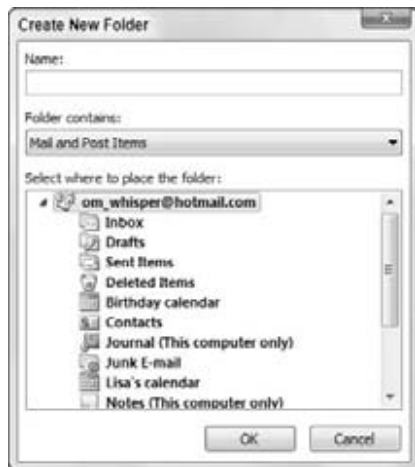 Create New Folder
Name:
Folder contains:
Mail and Post Items
Select where to place the folder:
om_whisper@hotmail.com
Inbox
Drafts
Sent Items
Deleted Items
Birthday calendar
Contacts
Journal (This computer only)
Junk E-mail
Lisa's calendar
Notes (This computer only)
OK
Cancel